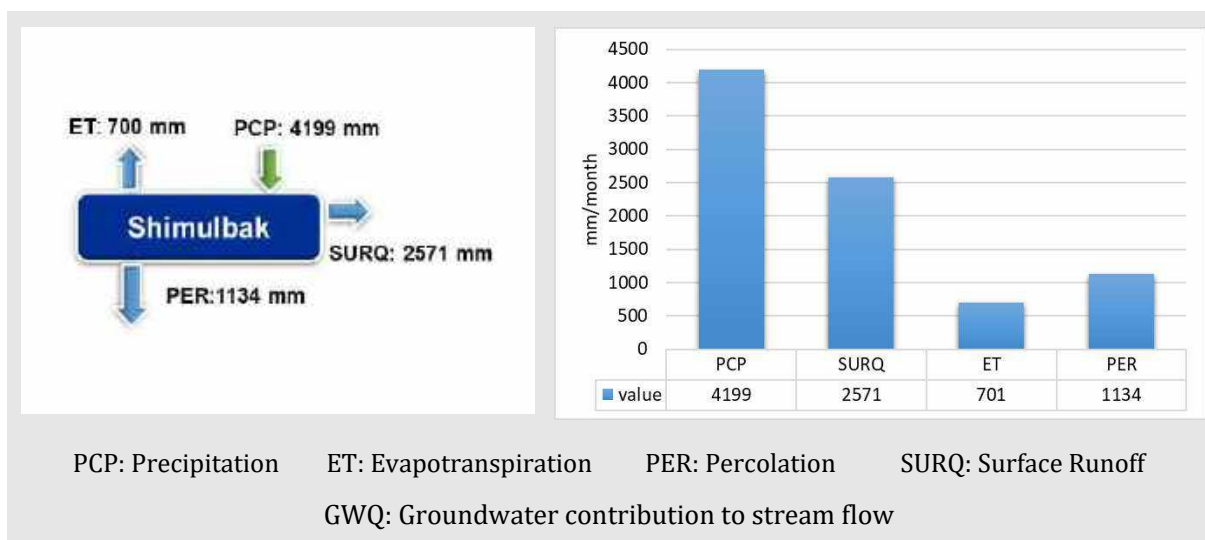 ET: 700 mm PCP: 4199 mm
Shimulbak
SURQ: 2571 mm
PER:1134 mm
4500
4000
3500
3000
2500
2000
1500
1000
500
0
mm/month
PCP SURQ ET PER
value 4199 2571 701 1134
PCP: Precipitation ET: Evapotranspiration PER: Percolation SURQ: Surface Runoff
GWQ: Groundwater contribution to stream flow